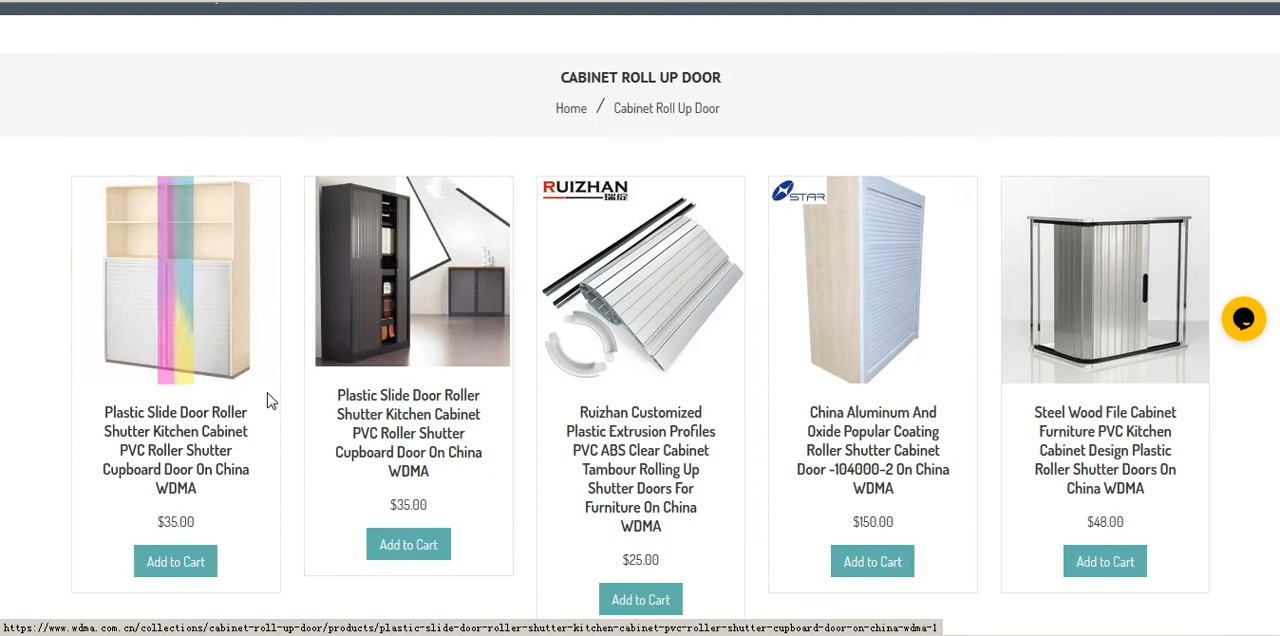 CABINET ROLL UP DOOR
Home / Cabinet Roll Up Door
Plastic Slide Door Roller
Shutter Kitchen Cabinet
PVC Roller Shutter
Cupboard Door On China
WDMA
$35.00
Add to Cart
Plastic Slide Door Roller
Shutter Kitchen Cabinet
PVC Roller Shutter
Cupboard Door On China
WDMA
$35.00
Add to Cart
RUIZHAN
瑞绽
Ruizhan Customized
Plastic Extrusion Profiles
PVC ABS Clear Cabinet
Tambour Rolling Up
Shutter Doors For
Furniture On China
WDMA
$25.00
Add to Cart
STAR
China Aluminum And
Oxide Popular Coating
Roller Shutter Cabinet
Door -104000-2 On China
WDMA
$150.00
Add to Cart
Steel Wood File Cabinet
Furniture PVC Kitchen
Cabinet Design Plastic
Roller Shutter Doors On
China WDMA
$48.00
Add to Cart
https://www.wdma.com.cn/collections/cabinet-roll-up-door/products/plastic-slide-door-roller-shutter-kitchen-cabinet-pvc-roller-shutter-cupboard-door-on-china-wdma-1